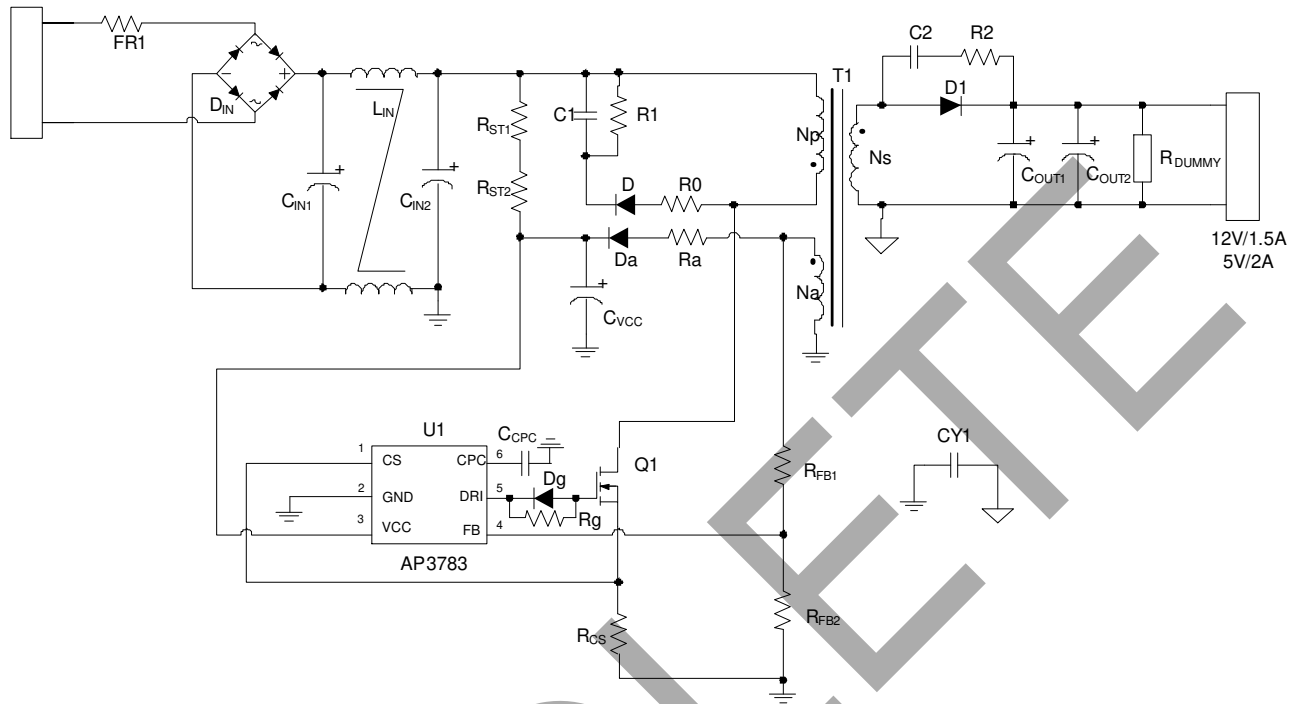 FR1
~
−
+
~
D_IN
L_IN
C_IN1
+
C_IN2
+
R_ST1
R_ST2
C1
R1
D
R0
Da
Ra
C_VCC
+
T1
Np
Ns
Na
C2
R2
D1
C_OUT1
+
C_OUT2
+
R_DUMMY
12V/1.5A
5V/2A
U1
1
CS
2
GND
3
VCC
CPC
6
DRI
5
FB
4
AP3783
C_CPC
Dg
Rg
Q1
R_FB1
R_FB2
R_CS
CY1
LETE